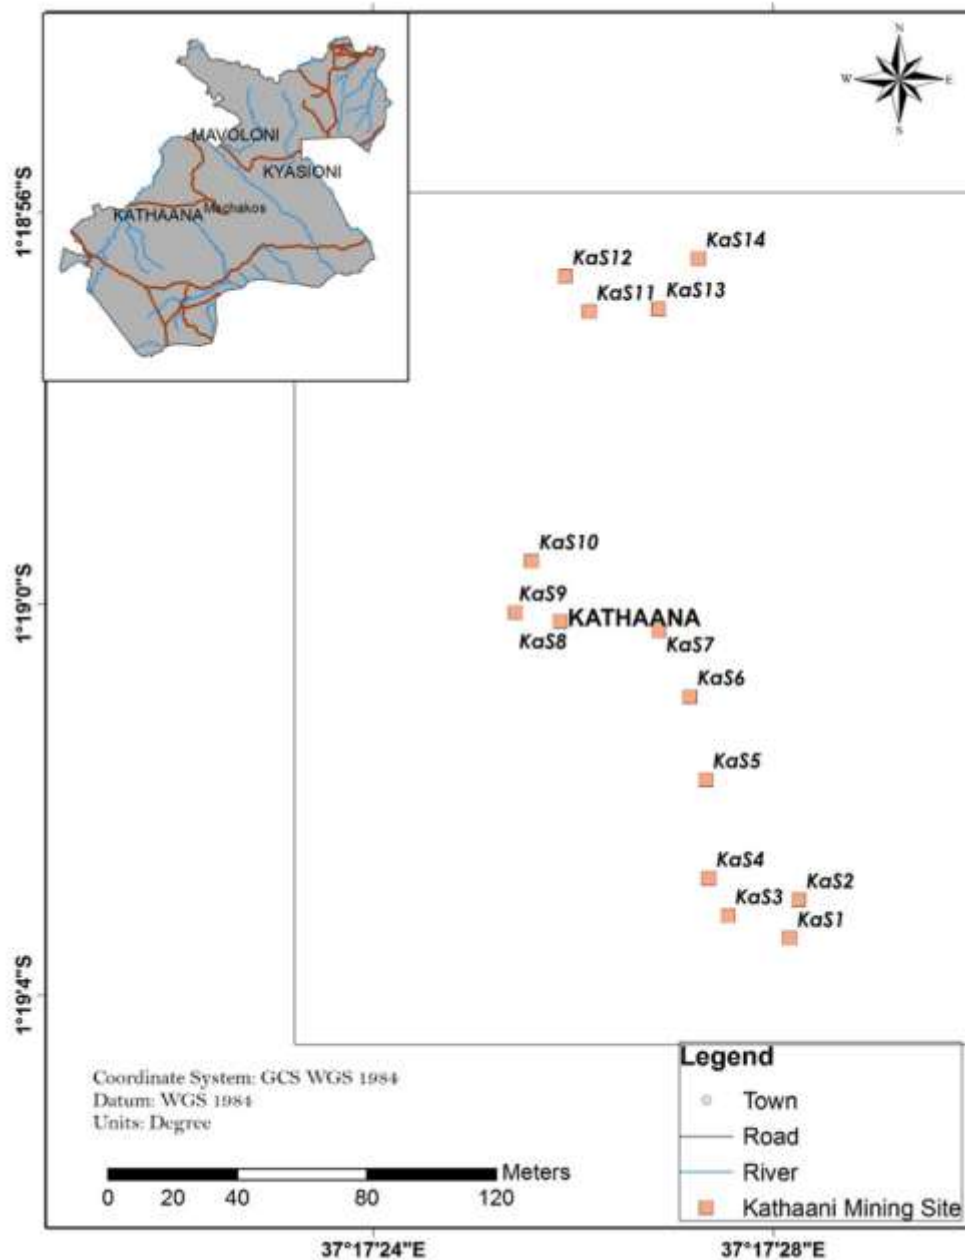 N
W
E
S
MAVOLONI
KYASIONI
KATHAANA
Machakos
1°18'56"S
KaS14
KaS12
KaS11
KaS13
KaS10
1°19'0"S
KaS9
KATHAANA
KaS8
KaS7
KaS6
KaS5
KaS4
KaS2
KaS3
KaS1
1°19'4"S
Legend
Town
Road
River
Kathaani Mining Site
Coordinate System: GCS WGS 1984
Datum: WGS 1984
Units: Degree
Meters
0 20 40 80 120
37°17'24"E
37°17'28"E